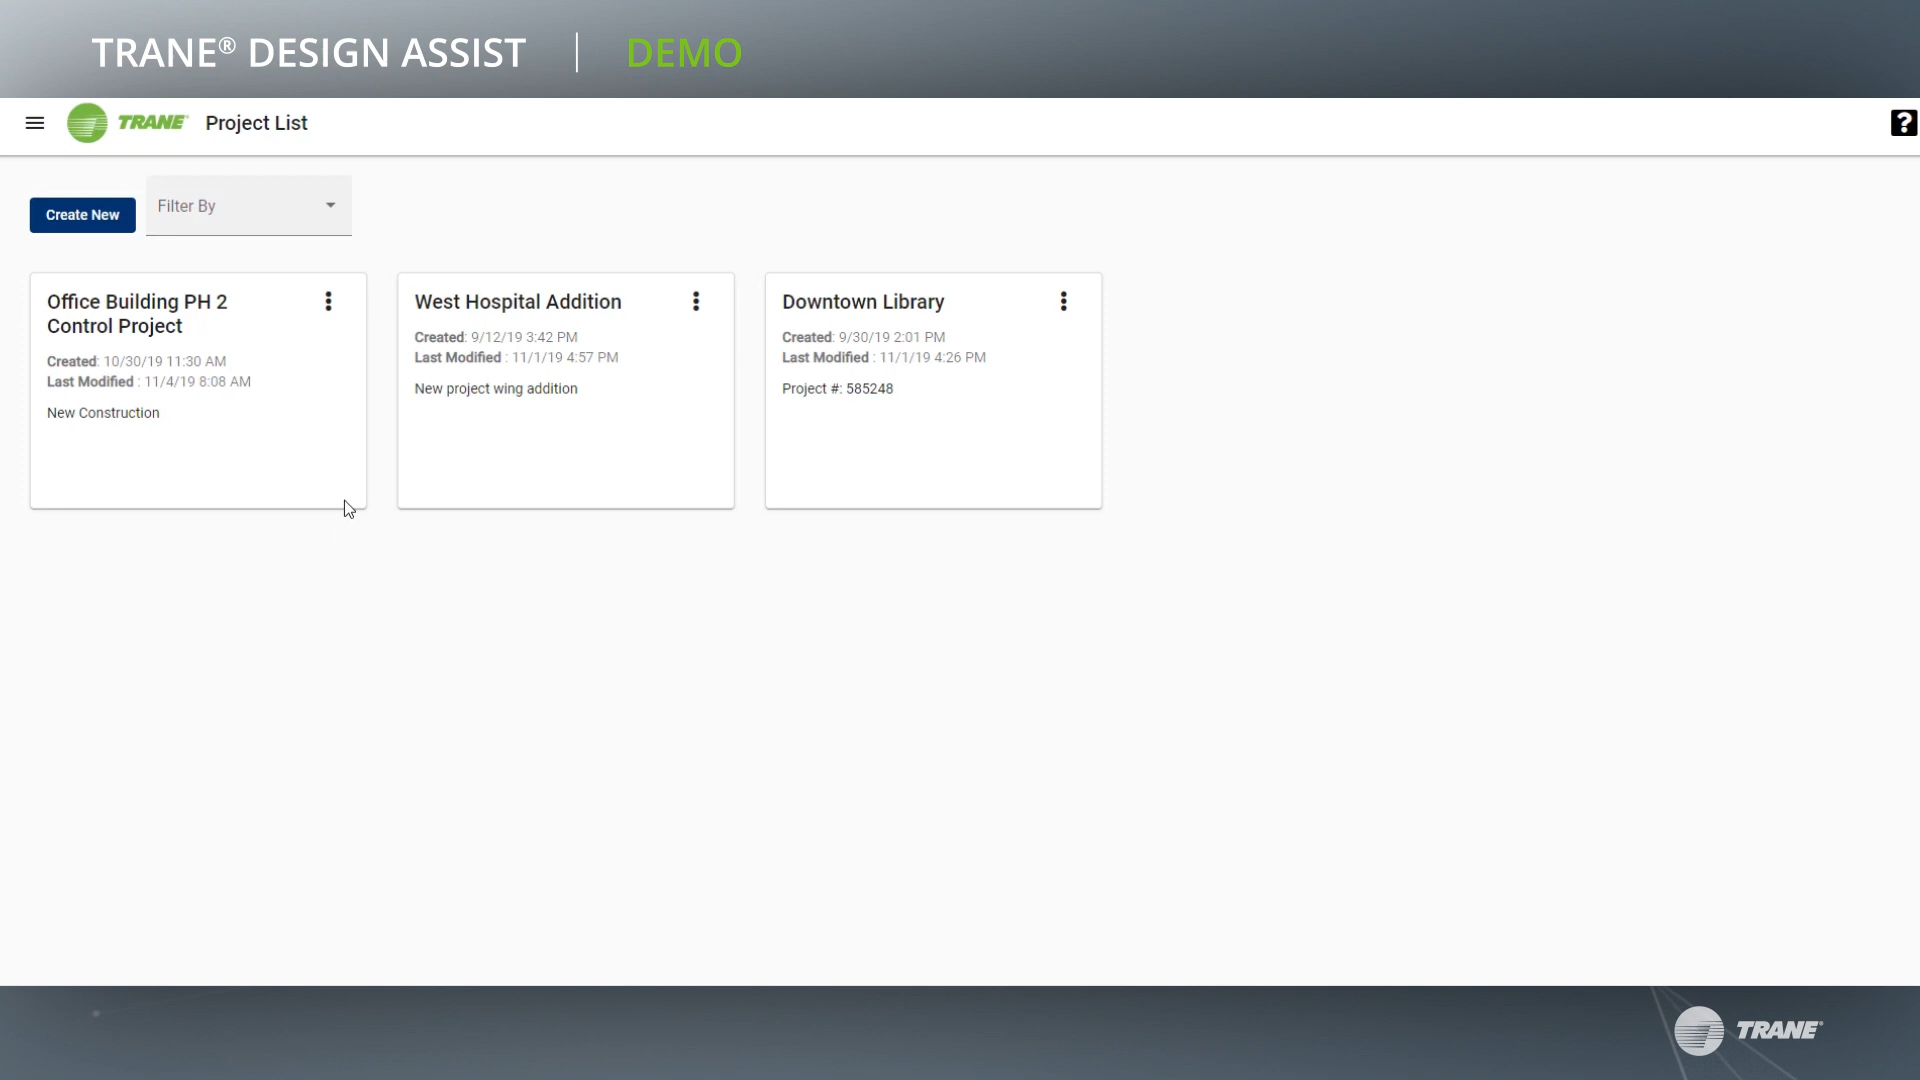 TRANE® DESIGN ASSIST | DEMO
TRANE® Project List ?
Create New
Filter By
Office Building PH 2
Control Project
Created: 10/30/19 11:30 AM
Last Modified : 11/4/19 8:08 AM
New Construction
West Hospital Addition
Created: 9/12/19 3:42 PM
Last Modified : 11/1/19 4:57 PM
New project wing addition
Downtown Library
Created: 9/30/19 2:01 PM
Last Modified : 11/1/19 4:26 PM
Project #: 585248
TRANE®